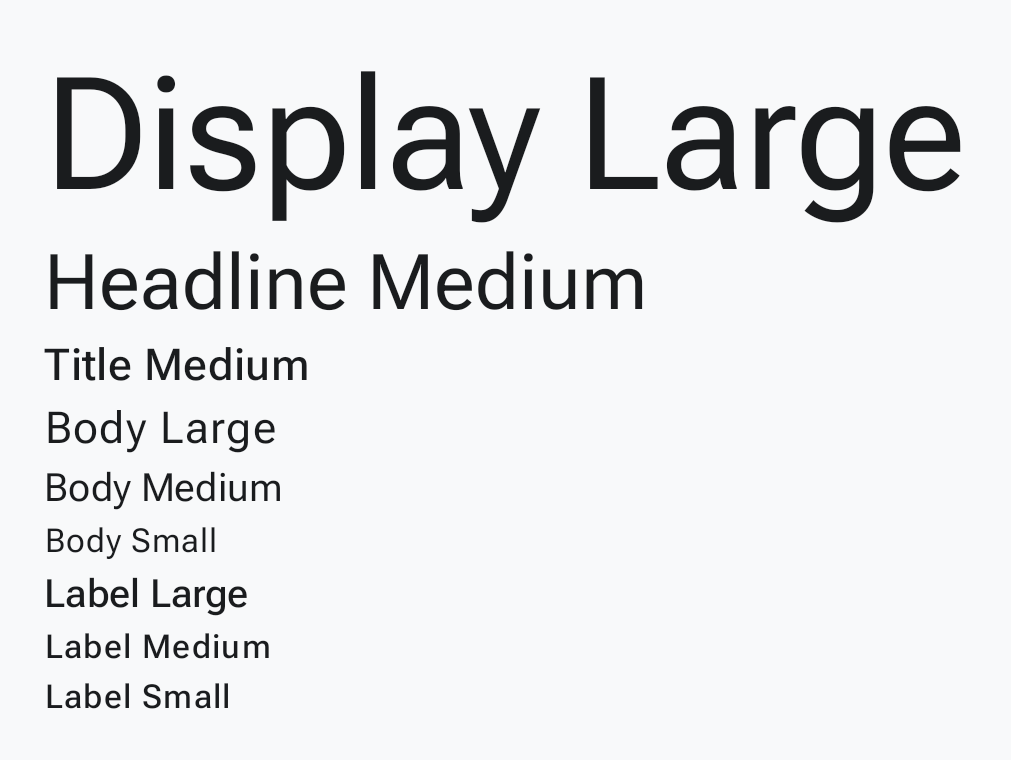 Display Large
Headline Medium
Title Medium
Body Large
Body Medium
Body Small
Label Large
Label Medium
Label Small